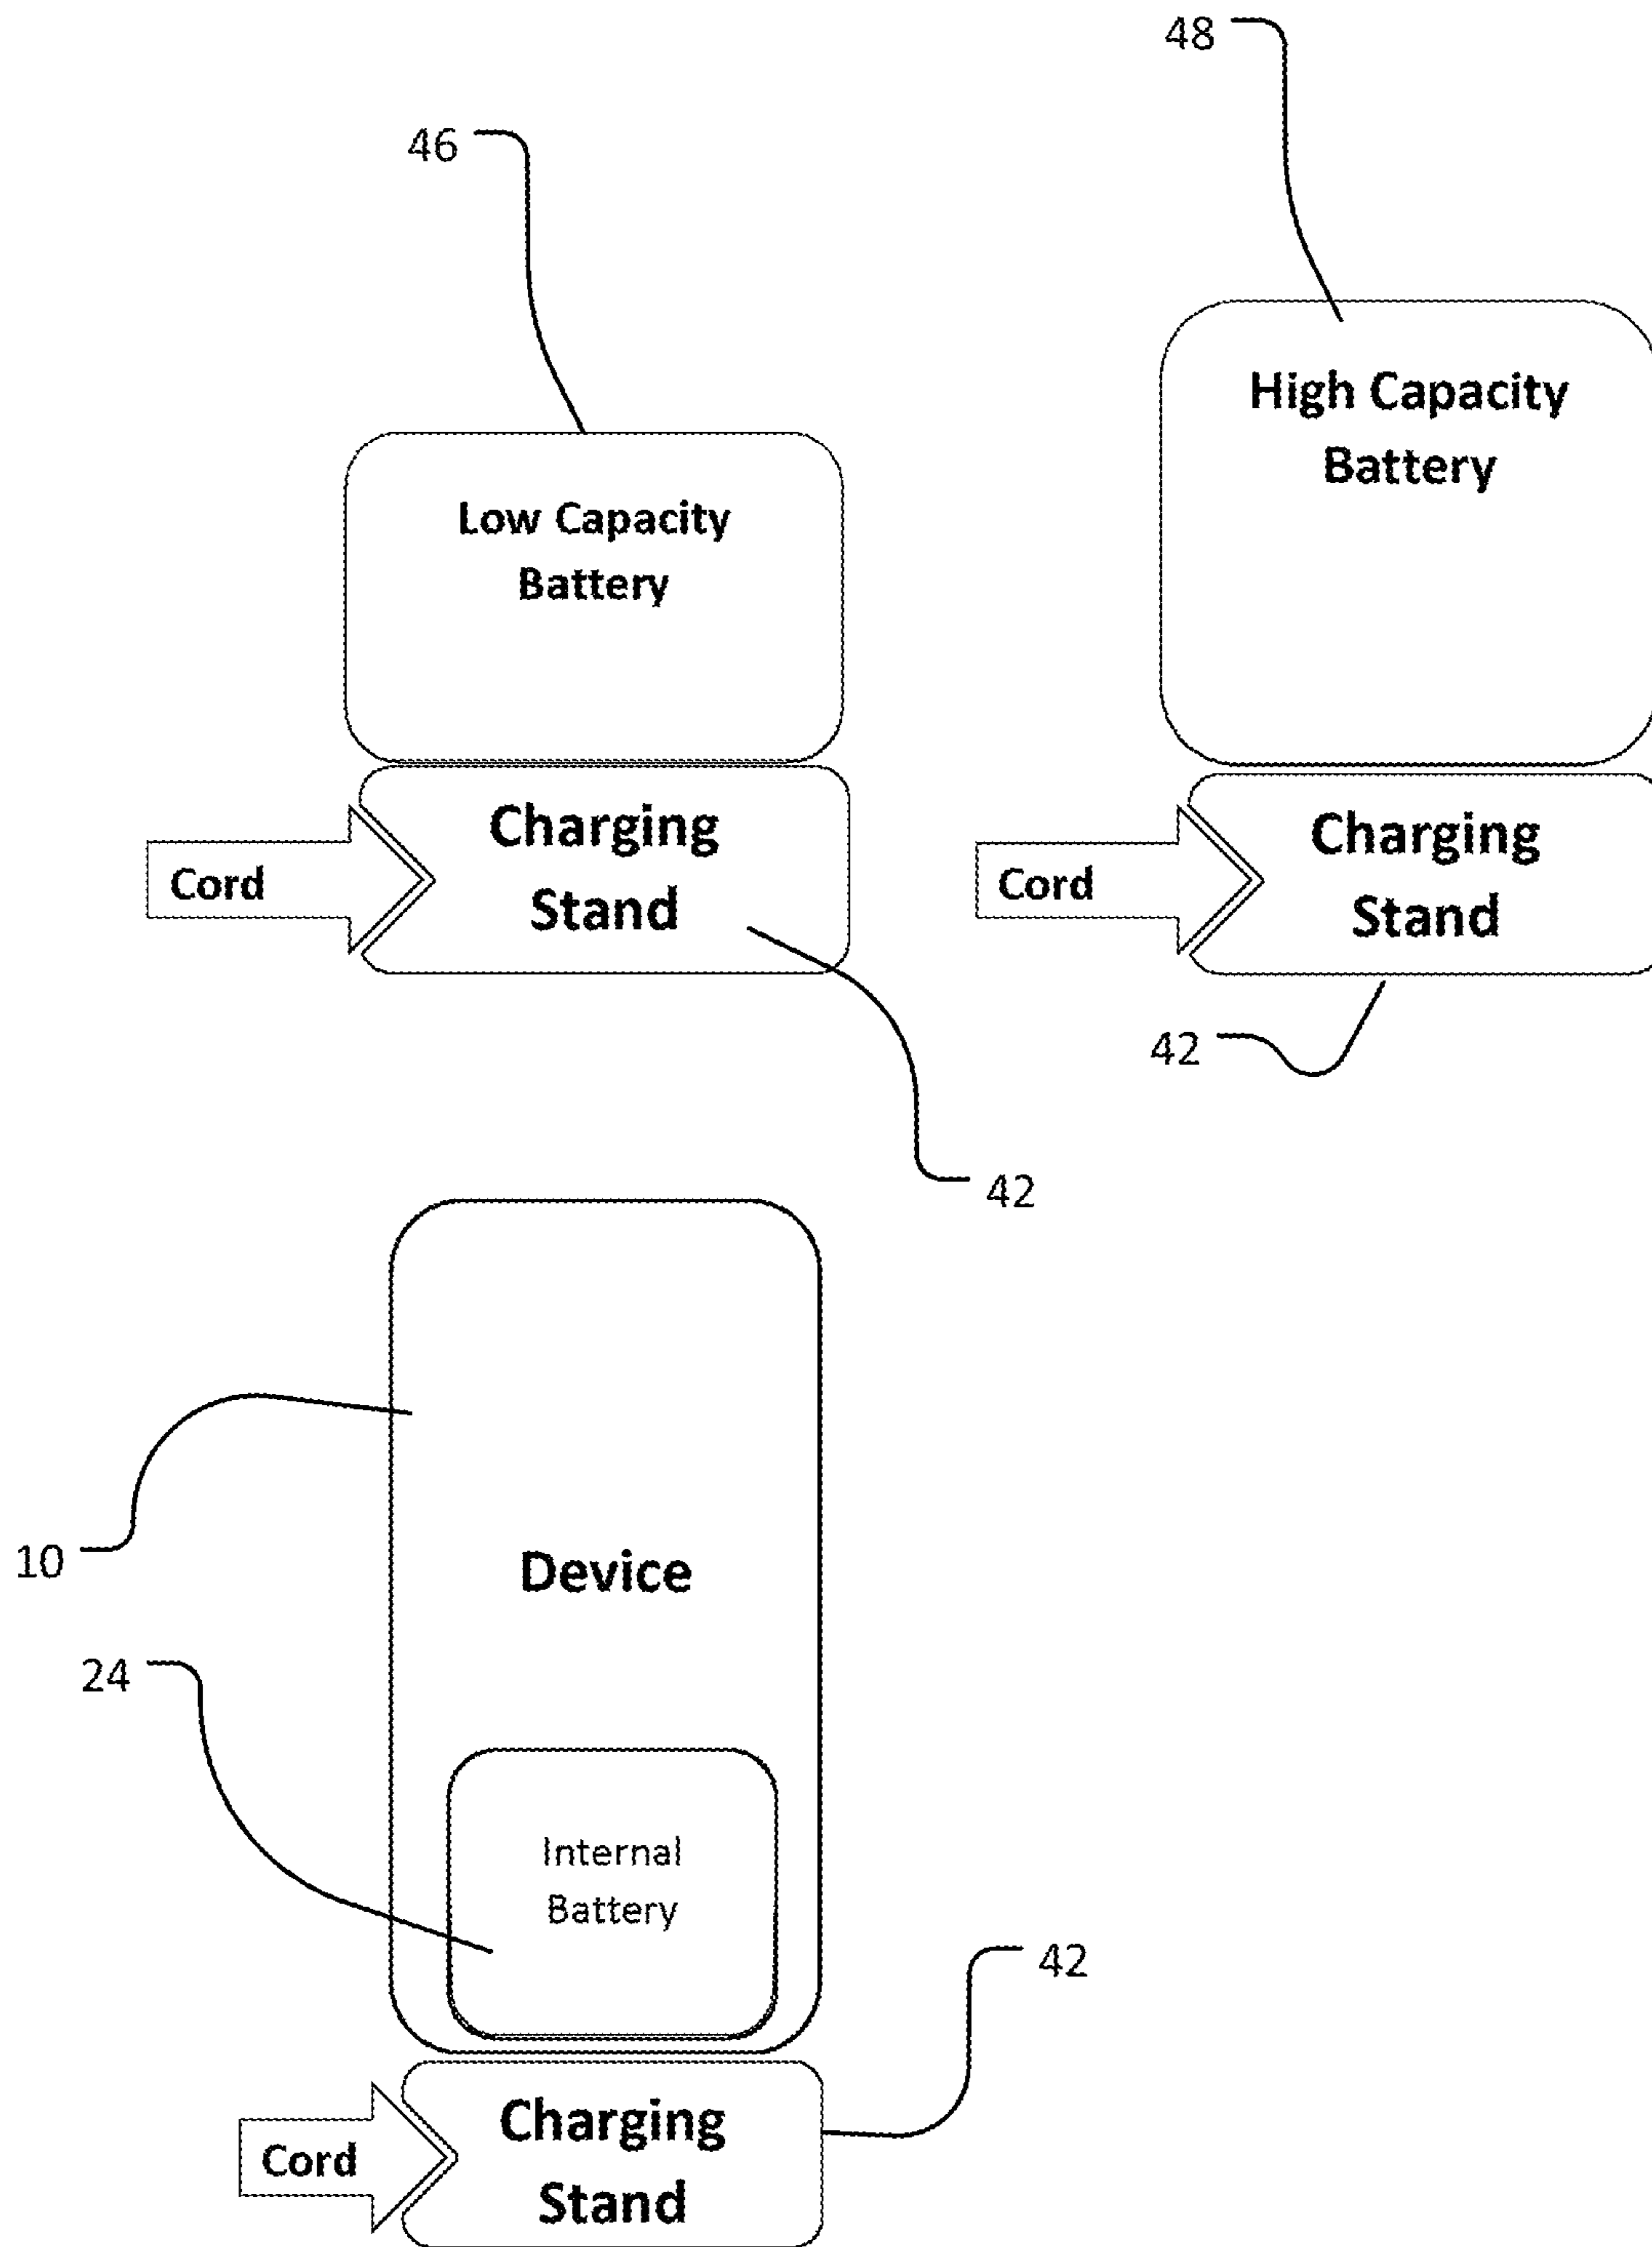 48
46
High Capacity
Battery
Low Capacity
Battery
Charging
Stand
Cord
Charging
Stand
Cord
42
42
10
Device
24
Internal
Battery
42
Charging
Stand
Cord